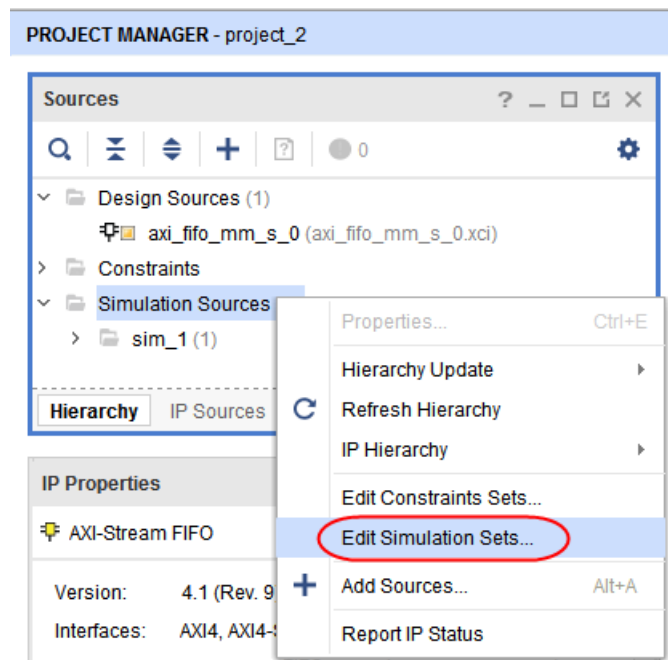 PROJECT MANAGER - project_2
Sources
0
Design Sources (1)
axi_fifo_mm_s_0 (axi_fifo_mm_s_0.xci)
Constraints
Simulation Sources
sim_1 (1)
Properties... Ctrl+E
Hierarchy Update
Hierarchy IP Sources Refresh Hierarchy
IP Hierarchy
IP Properties
Edit Constraints Sets...
AXI-Stream FIFO Edit Simulation Sets...
Version: 4.1 (Rev. 9 Add Sources... Alt+A
Interfaces: AXI4, AXI4-S Report IP Status